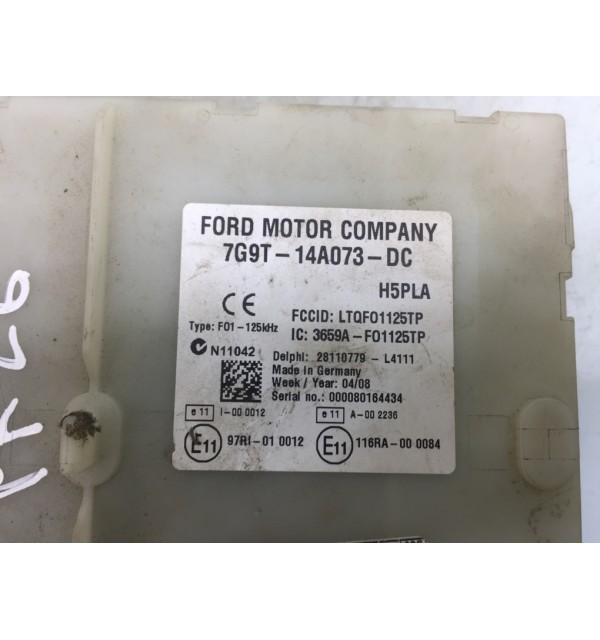 FORD MOTOR COMPANY
7G9T-14A073-DC
H5PLA
CE
FCCID: LTQFO1125TP
Type: FO1-125kHz
IC: 3659A-FO1125TP
N11042
Delphi: 28110779-L4111
Made in Germany
Week / Year: 04/08
Serial no.: 000080164434
e 11 I-00 0012
e 11 A-00 2236
E11 97RI-01 0012
E11 116RA-00 0084